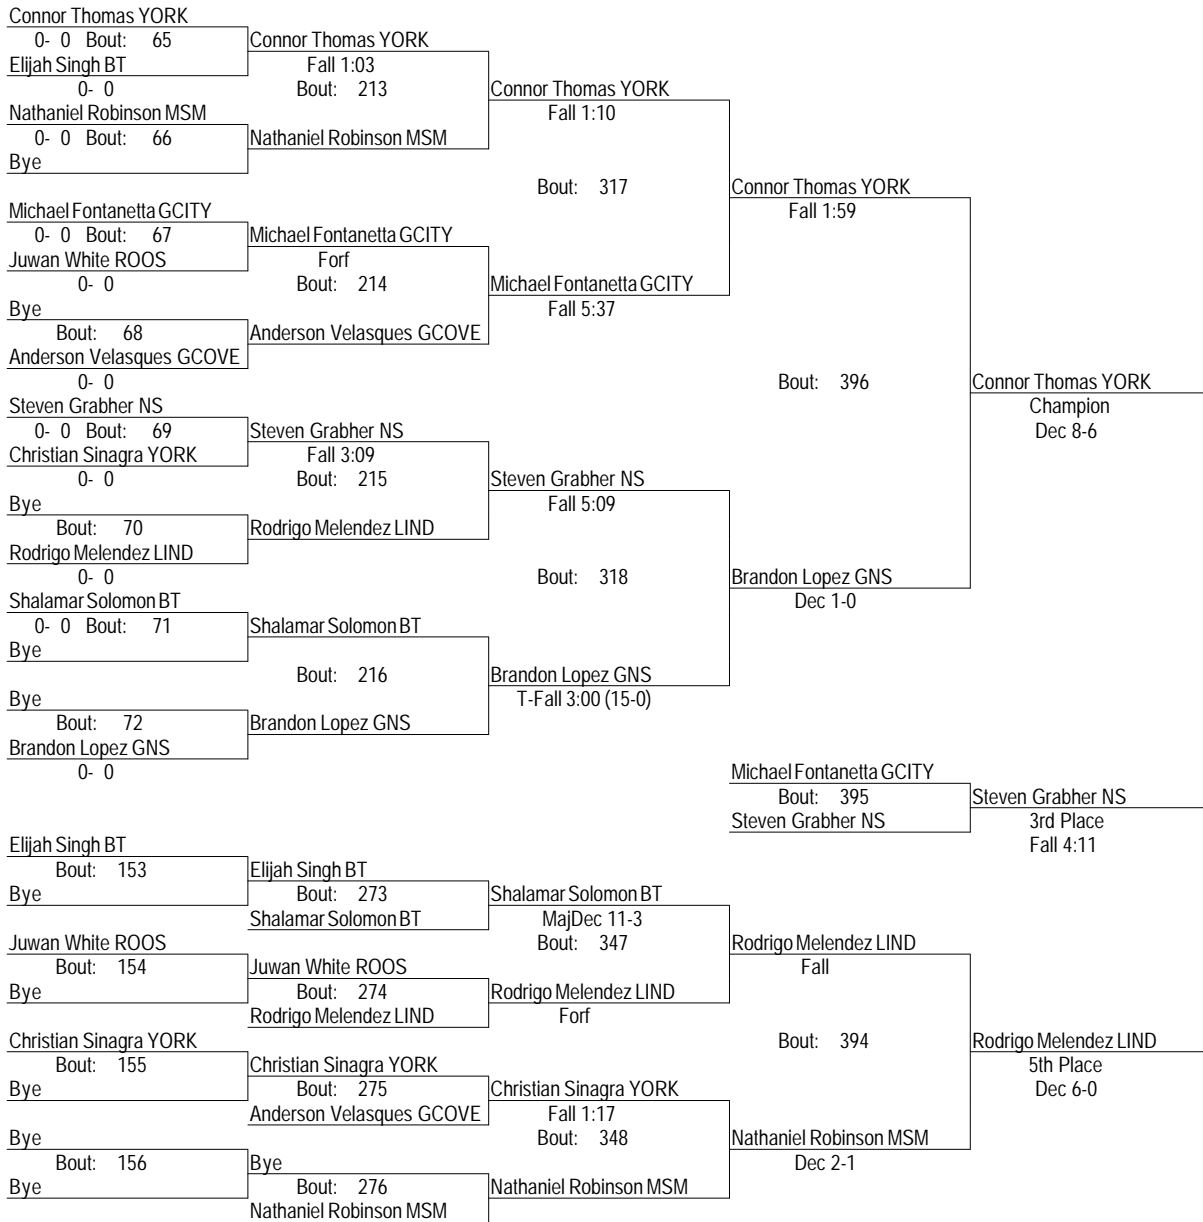 Connor Thomas YORK
0- 0 Bout: 65
Connor Thomas YORK
Elijah Singh BT
Fall 1:03
0- 0
Bout: 213
Connor Thomas YORK
Nathaniel Robinson MSM
Fall 1:10
0- 0 Bout: 66
Nathaniel Robinson MSM
Bye
Bout: 317
Connor Thomas YORK
Michael Fontanetta GCITY
Fall 1:59
0- 0 Bout: 67
Michael Fontanetta GCITY
Juwan White ROOS
Forf
0- 0
Bout: 214
Michael Fontanetta GCITY
Bye
Fall 5:37
Bout: 68
Anderson Velasques GCOVE
Anderson Velasques GCOVE
0- 0
Bout: 396
Connor Thomas YORK
Steven Grabher NS
Champion
0- 0 Bout: 69
Steven Grabher NS
Dec 8-6
Christian Sinagra YORK
Fall 3:09
0- 0
Bout: 215
Steven Grabher NS
Bye
Fall 5:09
Bout: 70
Rodrigo Melendez LIND
Rodrigo Melendez LIND
0- 0
Bout: 318
Brandon Lopez GNS
Shalamar Solomon BT
Dec 1-0
0- 0 Bout: 71
Shalamar Solomon BT
Bye
Bout: 216
Brandon Lopez GNS
Bye
T-Fall 3:00 (15-0)
Bout: 72
Brandon Lopez GNS
Brandon Lopez GNS
0- 0
Michael Fontanetta GCITY
Bout: 395
Steven Grabher NS
Steven Grabher NS
3rd Place
Elijah Singh BT
Fall 4:11
Bout: 153
Elijah Singh BT
Bye
Bout: 273
Shalamar Solomon BT
Shalamar Solomon BT
MajDec 11-3
Juwan White ROOS
Bout: 347
Rodrigo Melendez LIND
Bout: 154
Juwan White ROOS
Fall
Bye
Bout: 274
Rodrigo Melendez LIND
Rodrigo Melendez LIND
Forf
Christian Sinagra YORK
Bout: 394
Rodrigo Melendez LIND
Bout: 155
Christian Sinagra YORK
5th Place
Bye
Bout: 275
Christian Sinagra YORK
Dec 6-0
Anderson Velasques GCOVE
Fall 1:17
Bye
Bout: 348
Nathaniel Robinson MSM
Bout: 156
Bye
Dec 2-1
Bye
Bout: 276
Nathaniel Robinson MSM
Nathaniel Robinson MSM